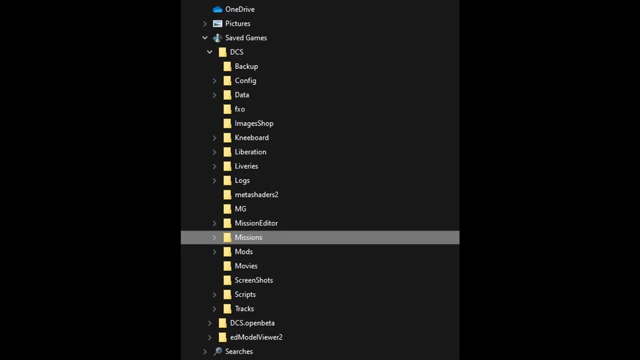 OneDrive
Pictures
Saved Games
DCS
Backup
Config
Data
fxo
ImagesShop
Kneeboard
Liberation
Liveries
Logs
metashaders2
MG
MissionEditor
Missions
Mods
Movies
ScreenShots
Scripts
Tracks
DCS.openbeta
edModelViewer2
Searches